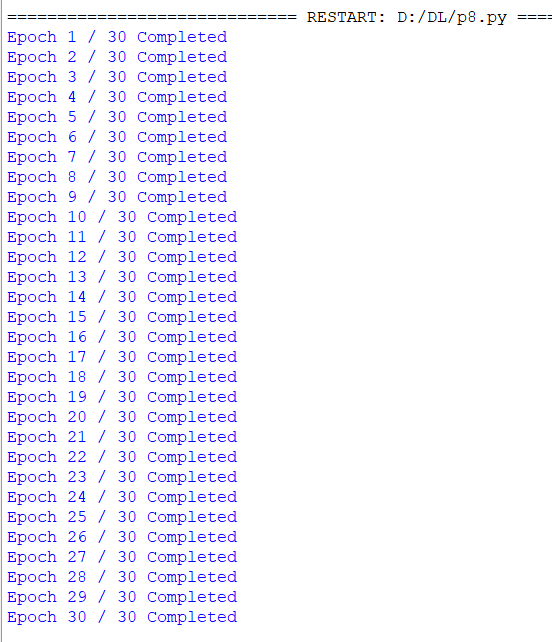 ============================= RESTART: D:/DL/p8.py ====
Epoch 1 / 30 Completed
Epoch 2 / 30 Completed
Epoch 3 / 30 Completed
Epoch 4 / 30 Completed
Epoch 5 / 30 Completed
Epoch 6 / 30 Completed
Epoch 7 / 30 Completed
Epoch 8 / 30 Completed
Epoch 9 / 30 Completed
Epoch 10 / 30 Completed
Epoch 11 / 30 Completed
Epoch 12 / 30 Completed
Epoch 13 / 30 Completed
Epoch 14 / 30 Completed
Epoch 15 / 30 Completed
Epoch 16 / 30 Completed
Epoch 17 / 30 Completed
Epoch 18 / 30 Completed
Epoch 19 / 30 Completed
Epoch 20 / 30 Completed
Epoch 21 / 30 Completed
Epoch 22 / 30 Completed
Epoch 23 / 30 Completed
Epoch 24 / 30 Completed
Epoch 25 / 30 Completed
Epoch 26 / 30 Completed
Epoch 27 / 30 Completed
Epoch 28 / 30 Completed
Epoch 29 / 30 Completed
Epoch 30 / 30 Completed